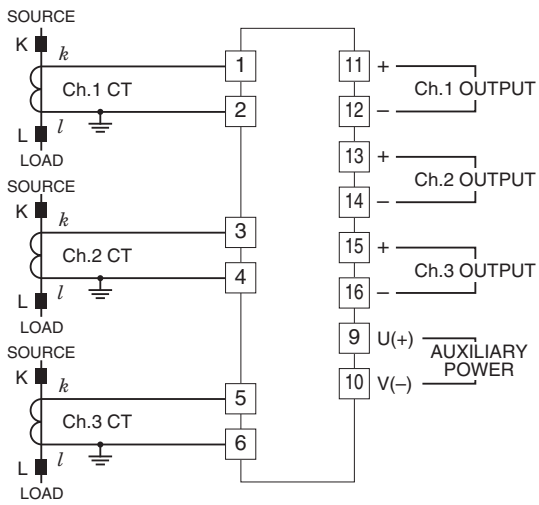 SOURCE
K
k
Ch.1 CT
L
l
LOAD
1
2
SOURCE
K
k
Ch.2 CT
L
l
LOAD
3
4
SOURCE
K
k
Ch.3 CT
L
l
LOAD
5
6
11 +
Ch.1 OUTPUT
12 –
13 +
Ch.2 OUTPUT
14 –
15 +
Ch.3 OUTPUT
16 –
9 U(+)
AUXILIARY
POWER
10 V(–)